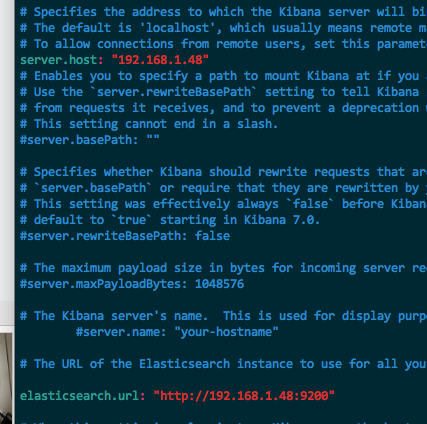 # Specifies the address to which the Kibana server will bin
# The default is 'localhost', which usually means remote m
# To allow connections from remote users, set this paramet
server.host: "192.168.1.48"
# Enables you to specify a path to mount Kibana at if you
# Use the `server.rewriteBasePath` setting to tell Kibana
# from requests it receives, and to prevent a deprecation
# This setting cannot end in a slash.
#server.basePath: ""
# Specifies whether Kibana should rewrite requests that are
# `server.basePath` or require that they are rewritten by
# This setting was effectively always `false` before Kiban
# default to `true` starting in Kibana 7.0.
#server.rewriteBasePath: false
# The maximum payload size in bytes for incoming server re
#server.maxPayloadBytes: 1048576
# The Kibana server's name.  This is used for display purp
#server.name: "your-hostname"
# The URL of the Elasticsearch instance to use for all you
elasticsearch.url: "http://192.168.1.48:9200"